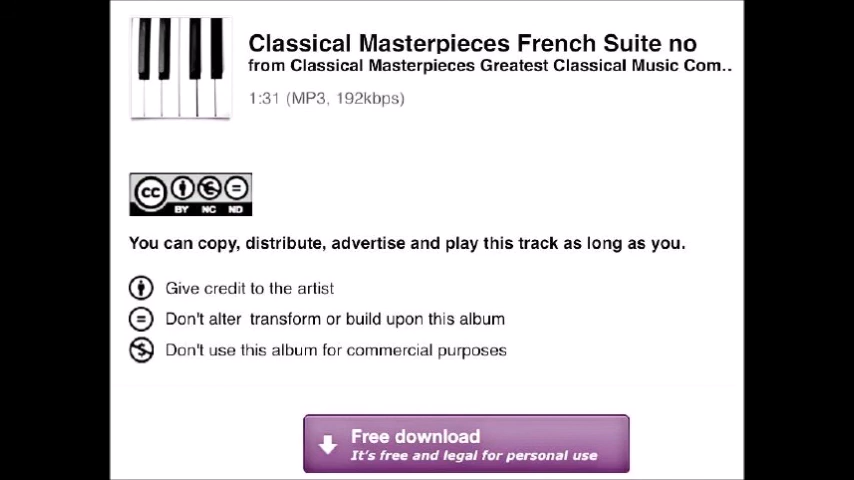 Classical Masterpieces French Suite no
from Classical Masterpieces Greatest Classical Music Com..
1:31 (MP3, 192kbps)
cc
BY NC ND
You can copy, distribute, advertise and play this track as long as you.
Give credit to the artist
Don't alter transform or build upon this album
Don't use this album for commercial purposes
Free download
It's free and legal for personal use